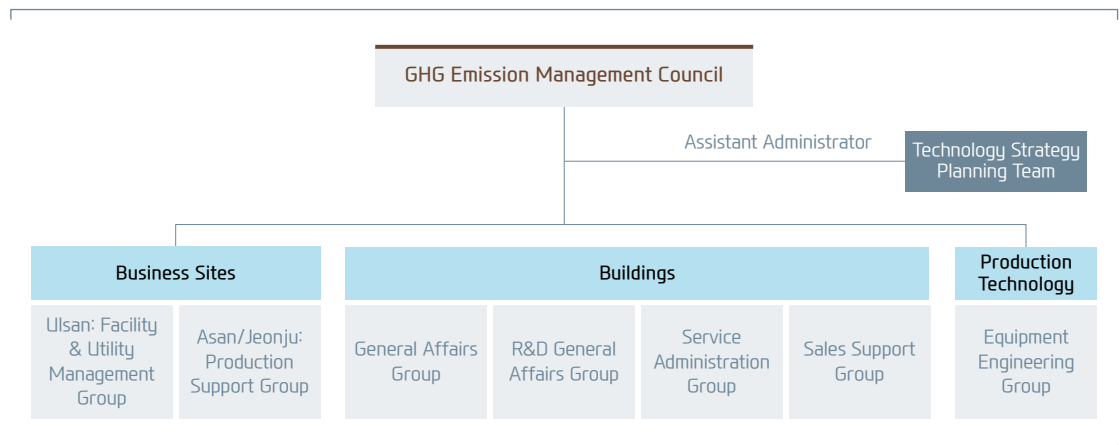 GHG Emission Management Council
Assistant Administrator
Technology Strategy
Planning Team
Business Sites
Buildings
Production
Technology
Ulsan: Facility
& Utility
Management
Group
Asan/Jeonju:
Production
Support Group
General Affairs
Group
R&D General
Affairs Group
Service
Administration
Group
Sales Support
Group
Equipment
Engineering
Group